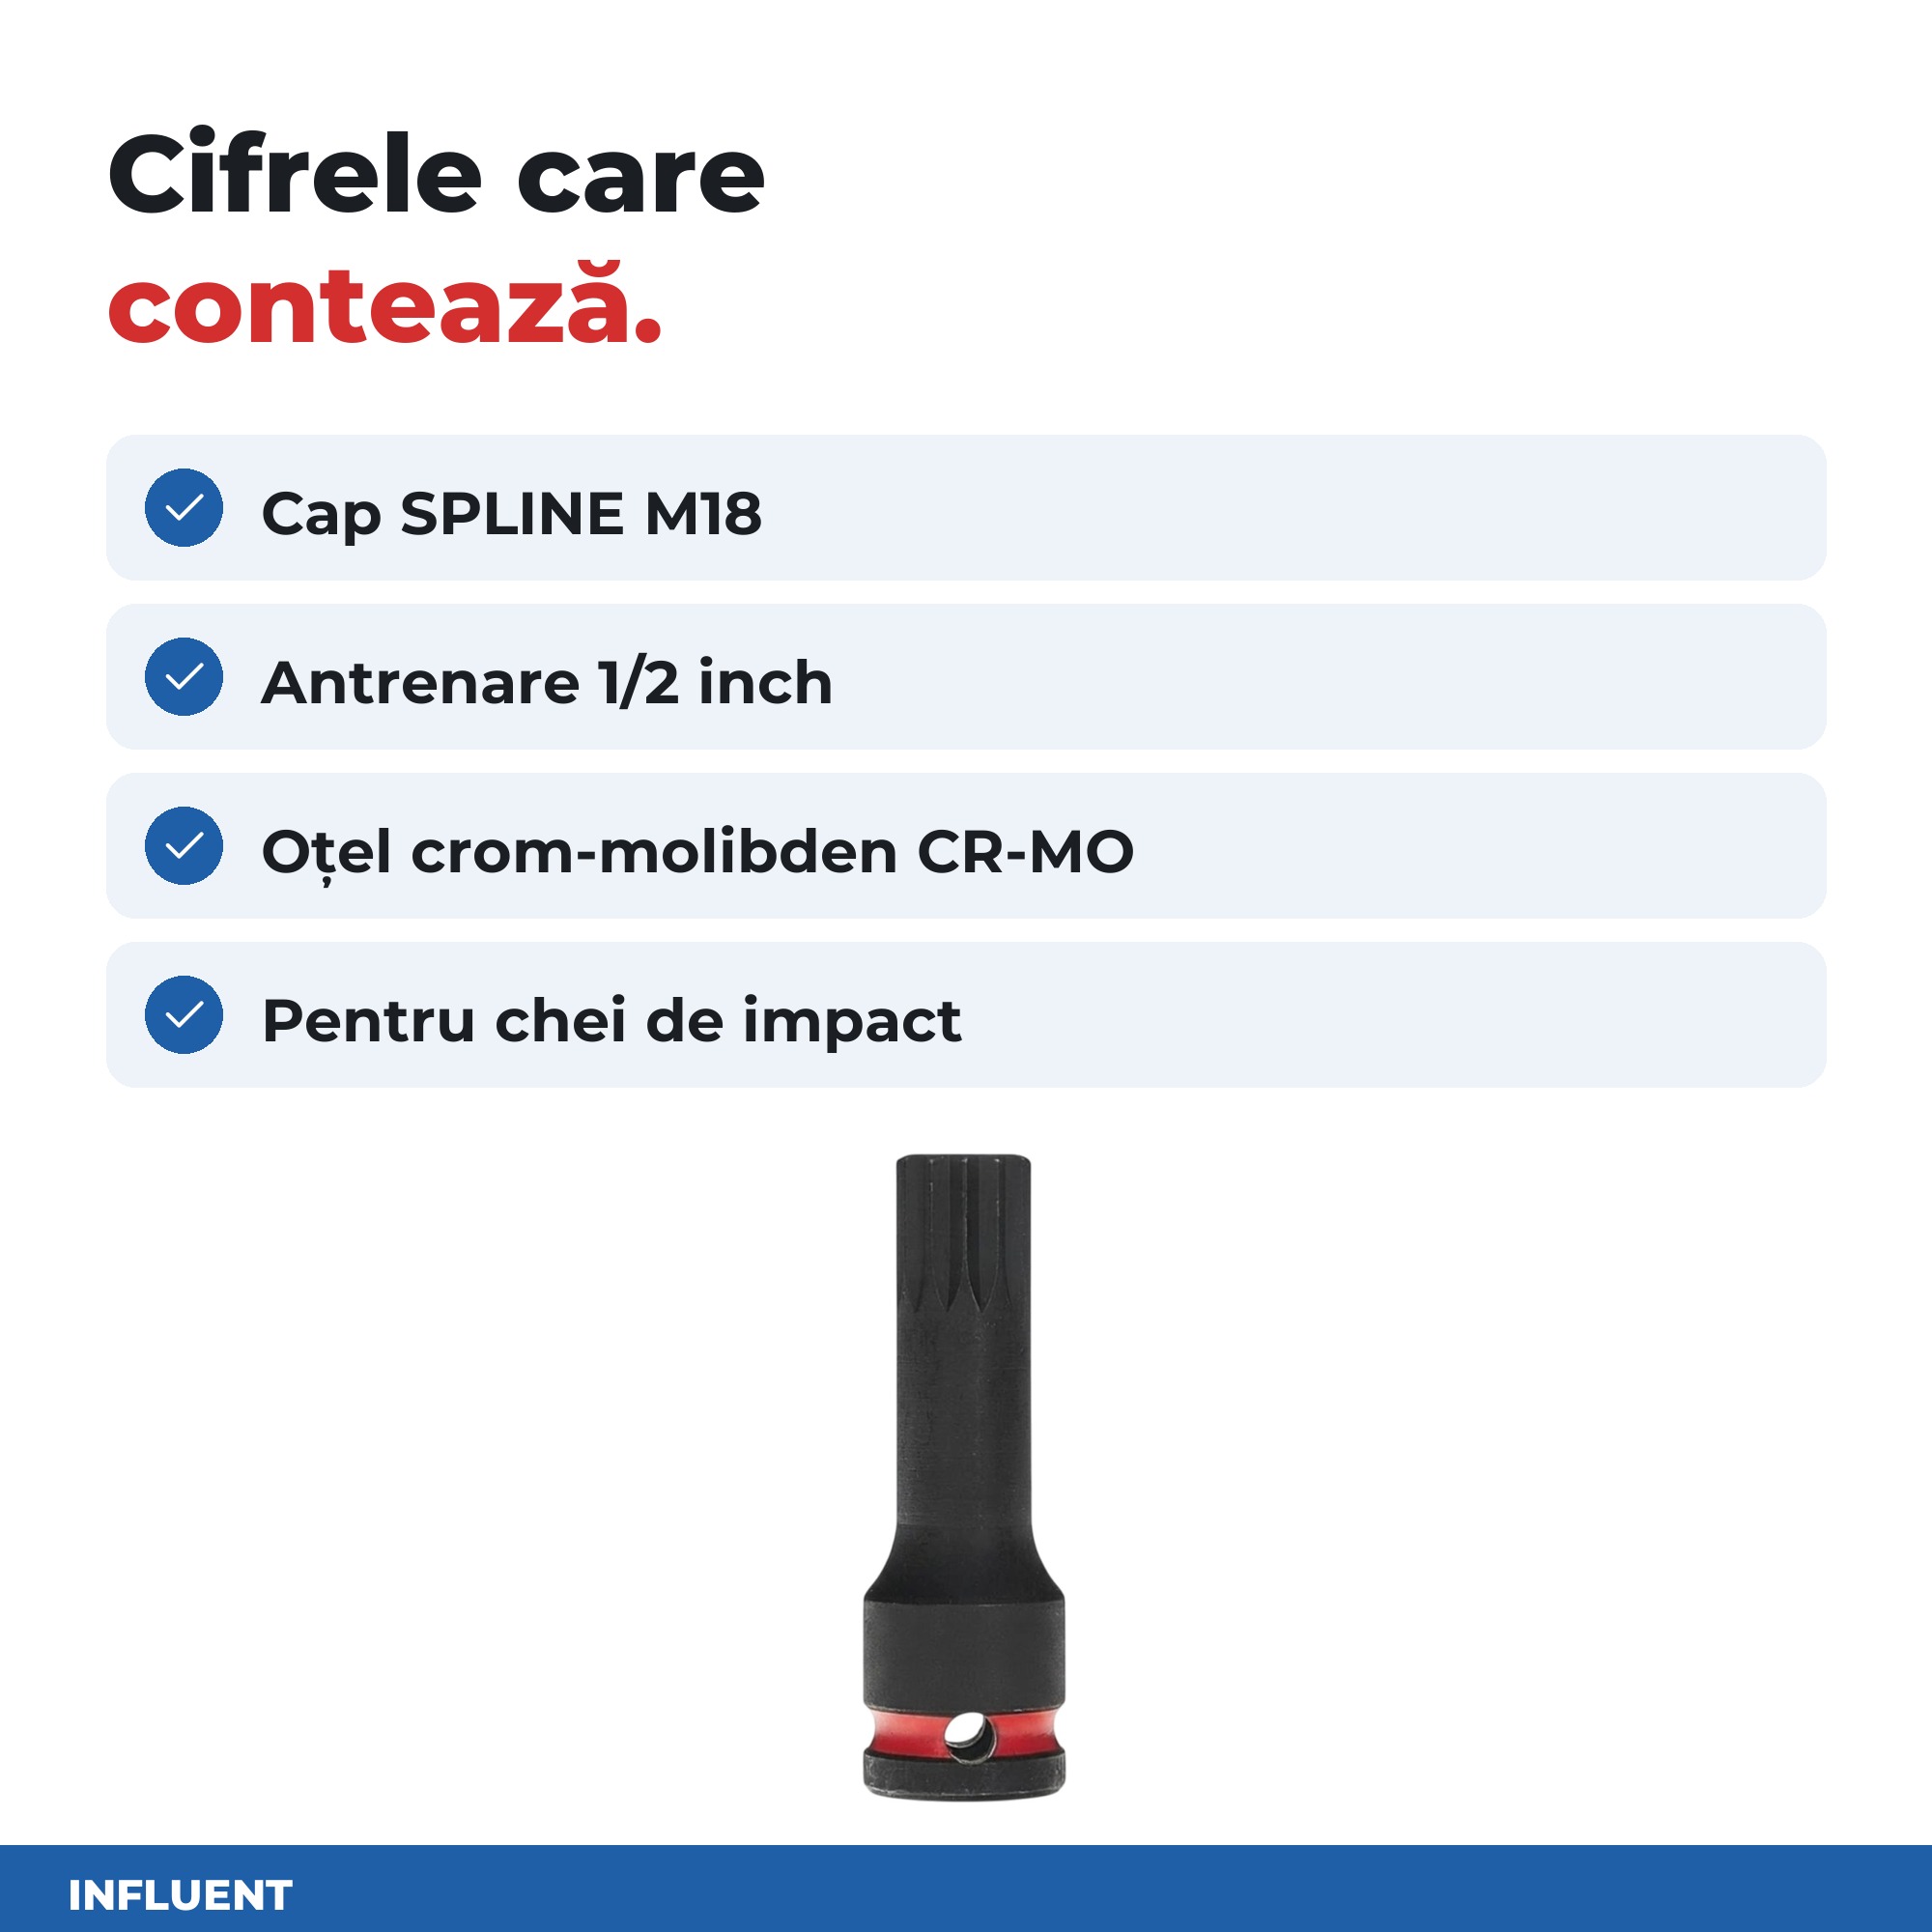 Cifrele care
contează.
Cap SPLINE M18
Antrenare 1/2 inch
Oțel crom-molibden CR-MO
Pentru chei de impact
INFLUENT